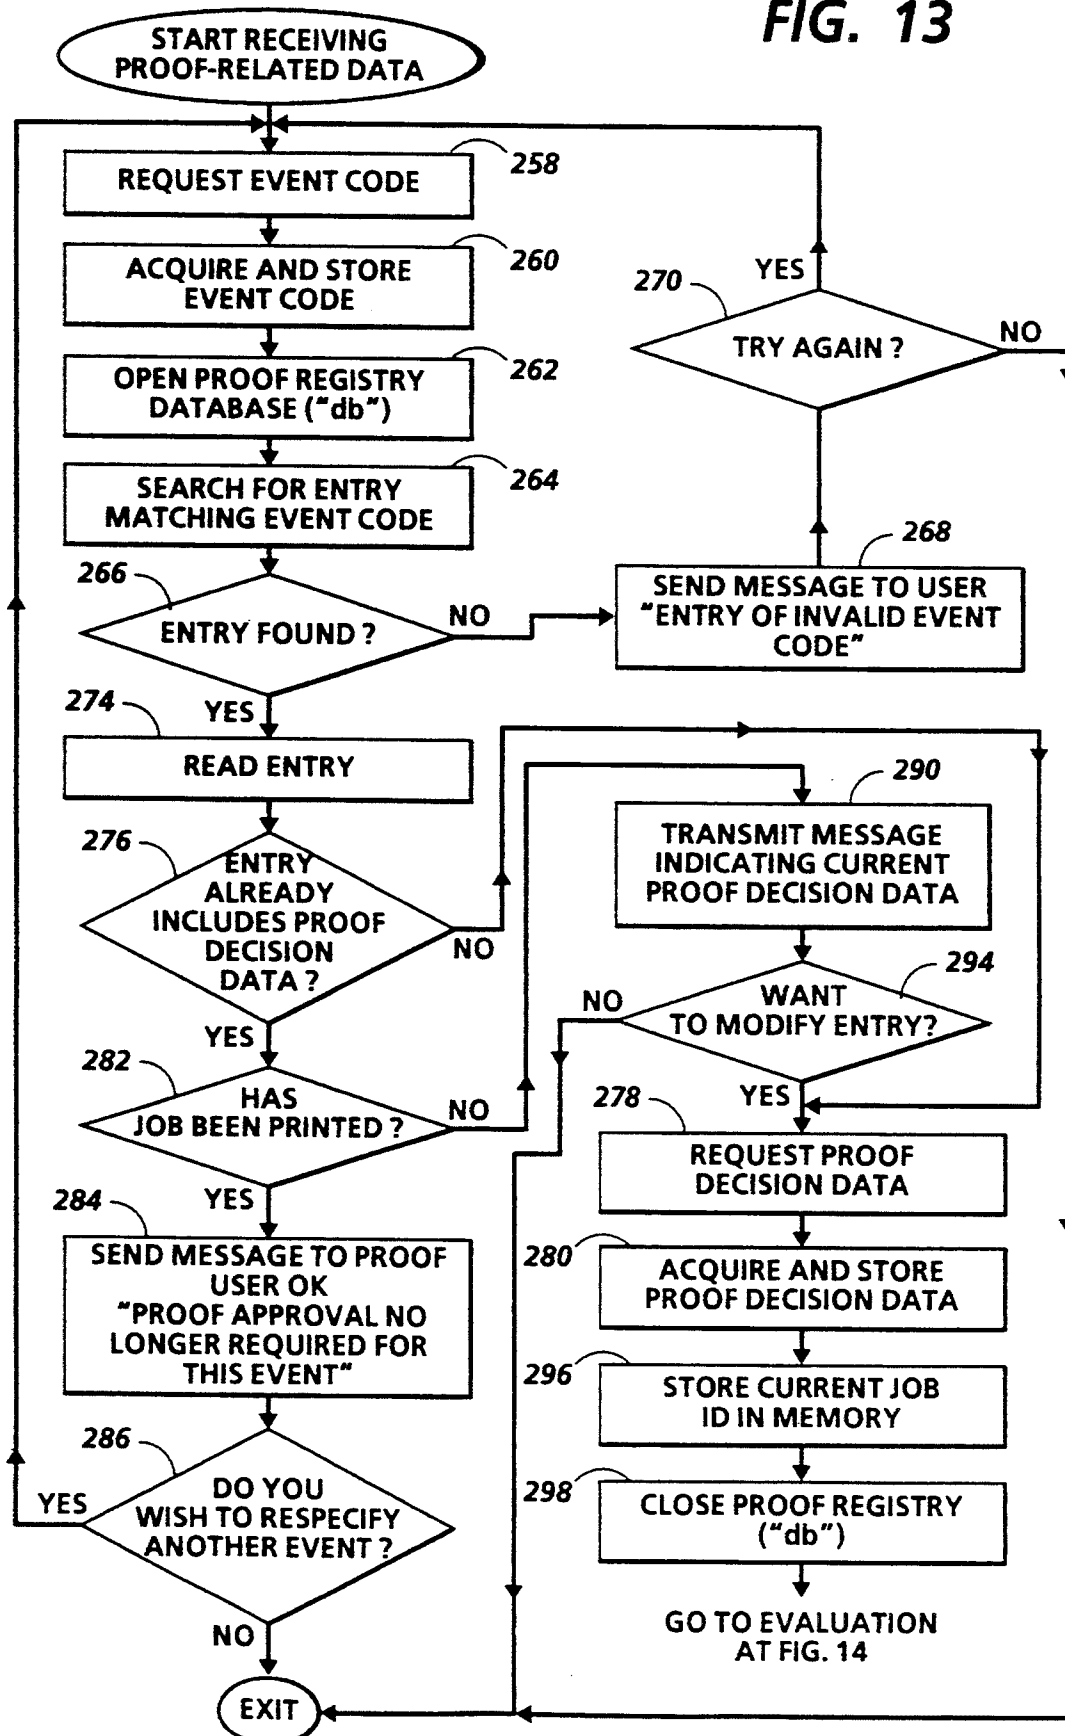 FIG. 13
START RECEIVING
PROOF-RELATED DATA
258
REQUEST EVENT CODE
260
ACQUIRE AND STORE
EVENT CODE
262
OPEN PROOF REGISTRY
DATABASE ("db")
264
SEARCH FOR ENTRY
MATCHING EVENT CODE
266
ENTRY FOUND ?
NO
YES
268
SEND MESSAGE TO USER
"ENTRY OF INVALID EVENT
CODE"
270
TRY AGAIN ?
YES
NO
274
READ ENTRY
276
ENTRY
ALREADY
INCLUDES PROOF
DECISION
DATA ?
NO
YES
282
HAS
JOB BEEN PRINTED ?
NO
YES
284
SEND MESSAGE TO PROOF
USER OK
"PROOF APPROVAL NO
LONGER REQUIRED FOR
THIS EVENT"
286
DO YOU
WISH TO RESPECIFY
ANOTHER EVENT ?
YES
NO
EXIT
290
TRANSMIT MESSAGE
INDICATING CURRENT
PROOF DECISION DATA
294
WANT
TO MODIFY ENTRY?
NO
YES
278
REQUEST PROOF
DECISION DATA
280
ACQUIRE AND STORE
PROOF DECISION DATA
296
STORE CURRENT JOB
ID IN MEMORY
298
CLOSE PROOF REGISTRY
("db")
GO TO EVALUATION
AT FIG. 14